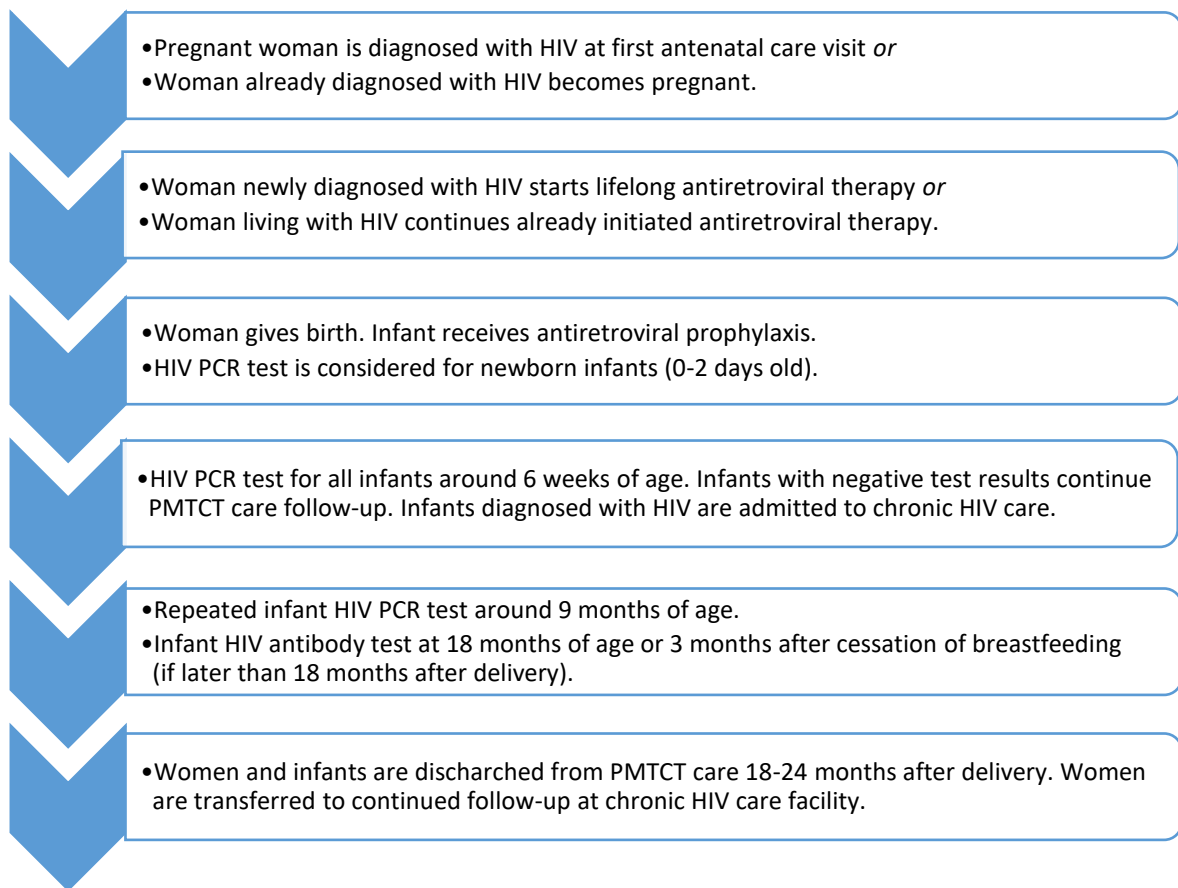 •Pregnant woman is diagnosed with HIV at first antenatal care visit or
•Woman already diagnosed with HIV becomes pregnant.
•Woman newly diagnosed with HIV starts lifelong antiretroviral therapy or
•Woman living with HIV continues already initiated antiretroviral therapy.
•Woman gives birth. Infant receives antiretroviral prophylaxis.
•HIV PCR test is considered for newborn infants (0-2 days old).
•HIV PCR test for all infants around 6 weeks of age. Infants with negative test results continue
PMTCT care follow-up. Infants diagnosed with HIV are admitted to chronic HIV care.
•Repeated infant HIV PCR test around 9 months of age.
•Infant HIV antibody test at 18 months of age or 3 months after cessation of breastfeeding
(if later than 18 months after delivery).
•Women and infants are discharched from PMTCT care 18-24 months after delivery. Women
are transferred to continued follow-up at chronic HIV care facility.